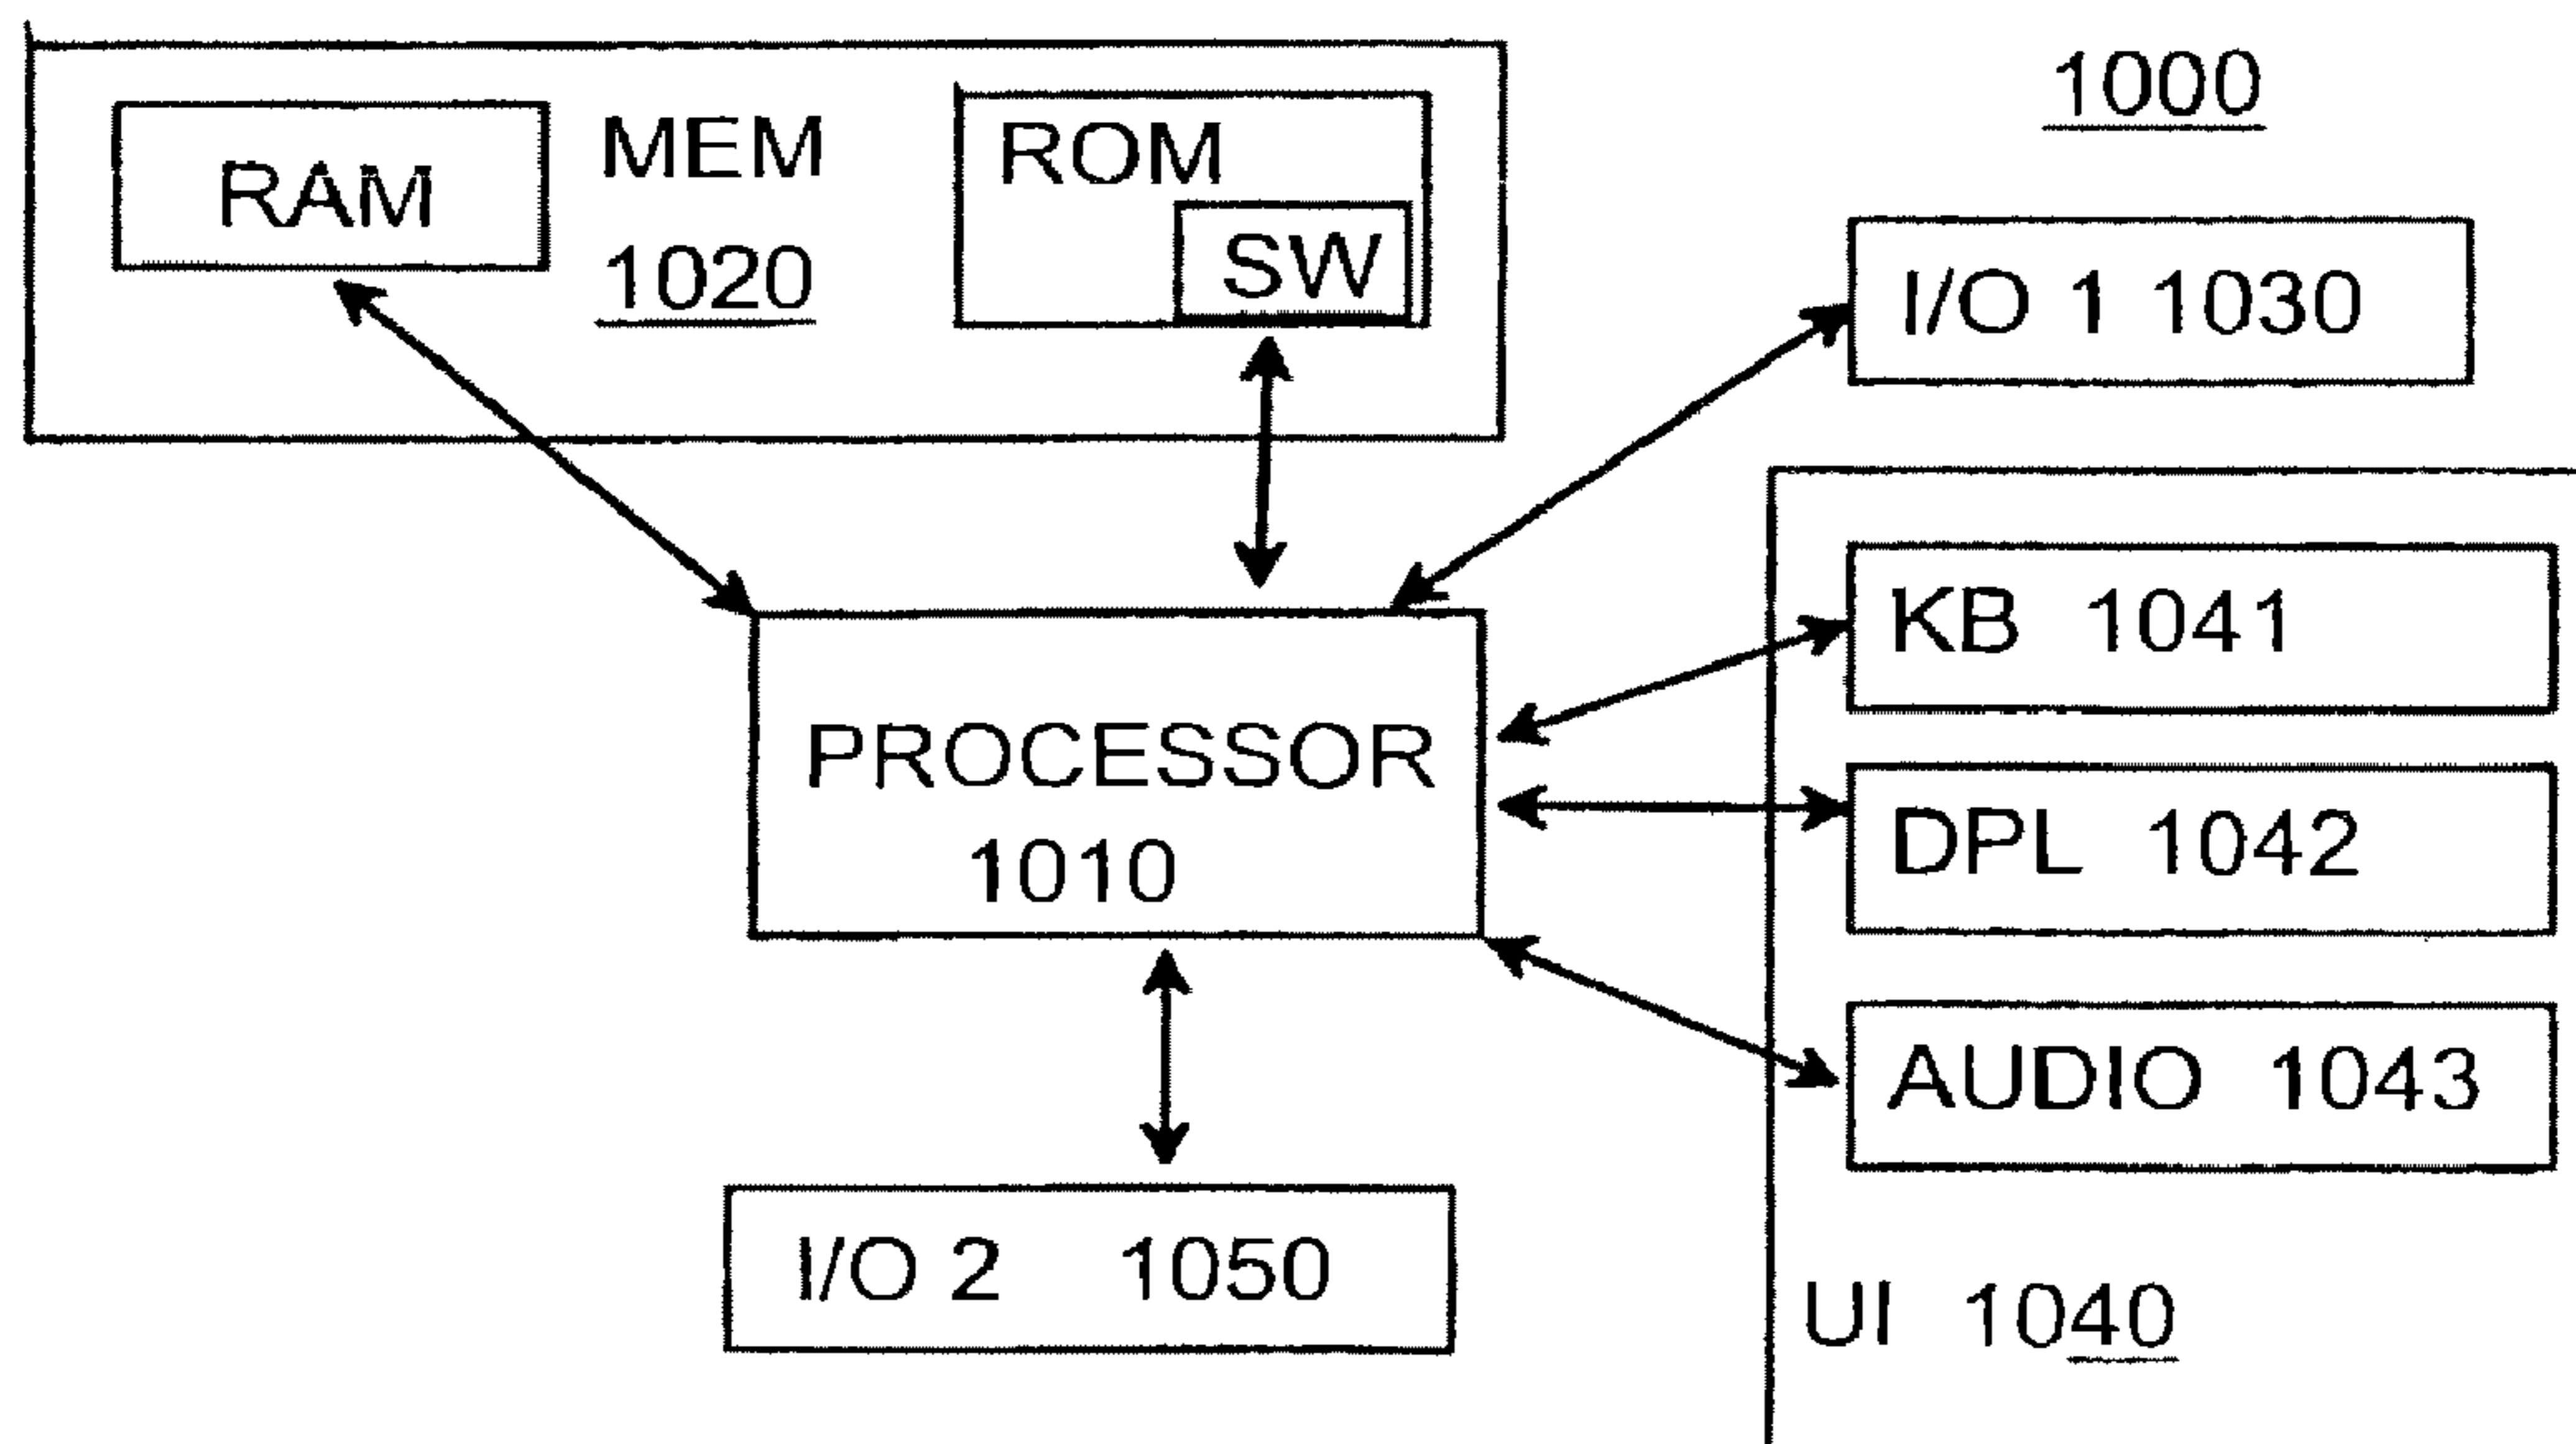 1000
RAM
MEM
1020
ROM
SW
I/O 1 1030
KB 1041
PROCESSOR
1010
DPL 1042
AUDIO 1043
I/O 2 1050
UI 1040